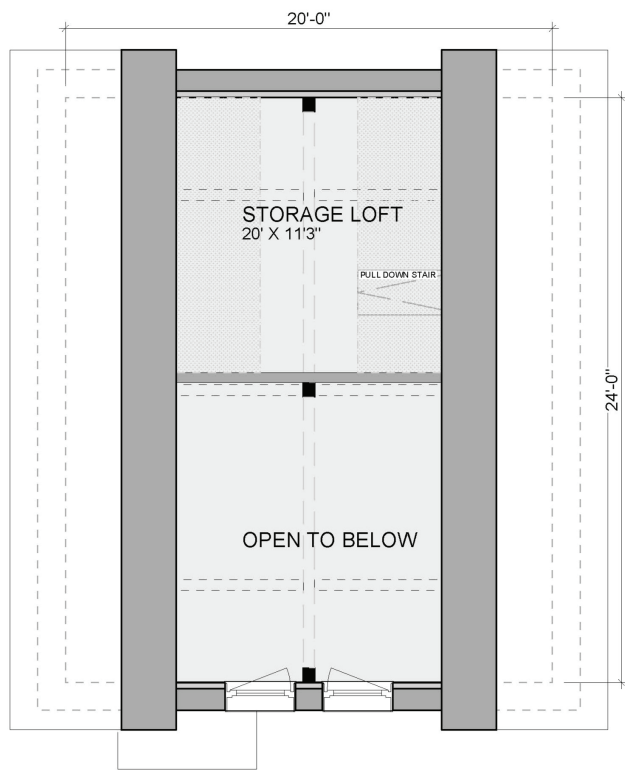 20'-0"
STORAGE LOFT
20' X 11'3"
PULL DOWN STAIR
24'-0"
OPEN TO BELOW